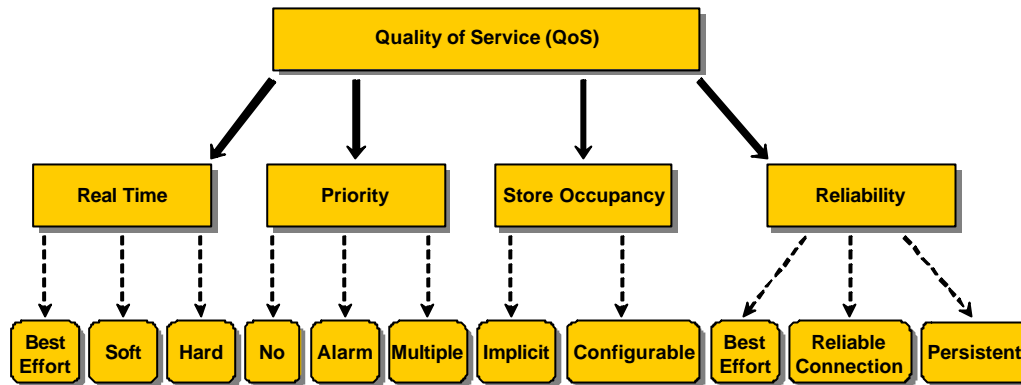 Quality of Service (QoS)
Real Time
Priority
Store Occupancy
Reliability
Best
Effort
Soft
Hard
No
Alarm
Multiple
Implicit
Configurable
Best
Effort
Reliable
Connection
Persistent